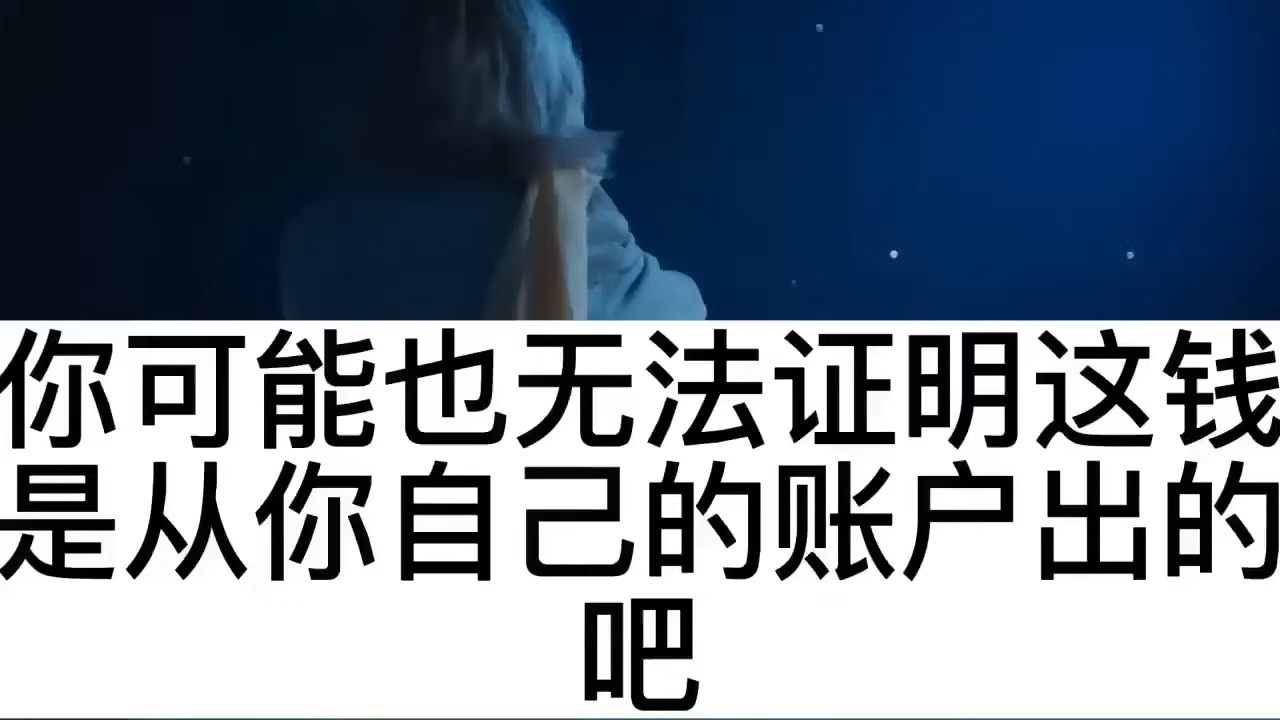 你可能也无法证明这钱
是从你自己的账户出的
吧